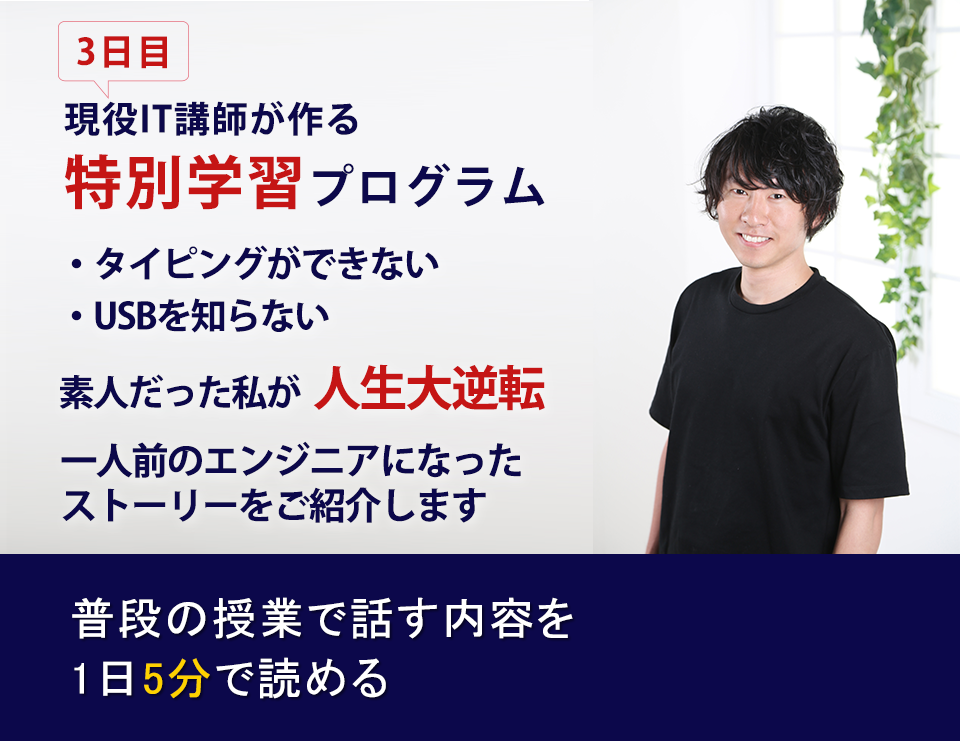 3日目
現役IT講師が作る
特別学習プログラム
・タイピングができない
・USBを知らない
素人だった私が 人生大逆転
一人前のエンジニアになった
ストーリーをご紹介します
普段の授業で話す内容を
1日5分で読める